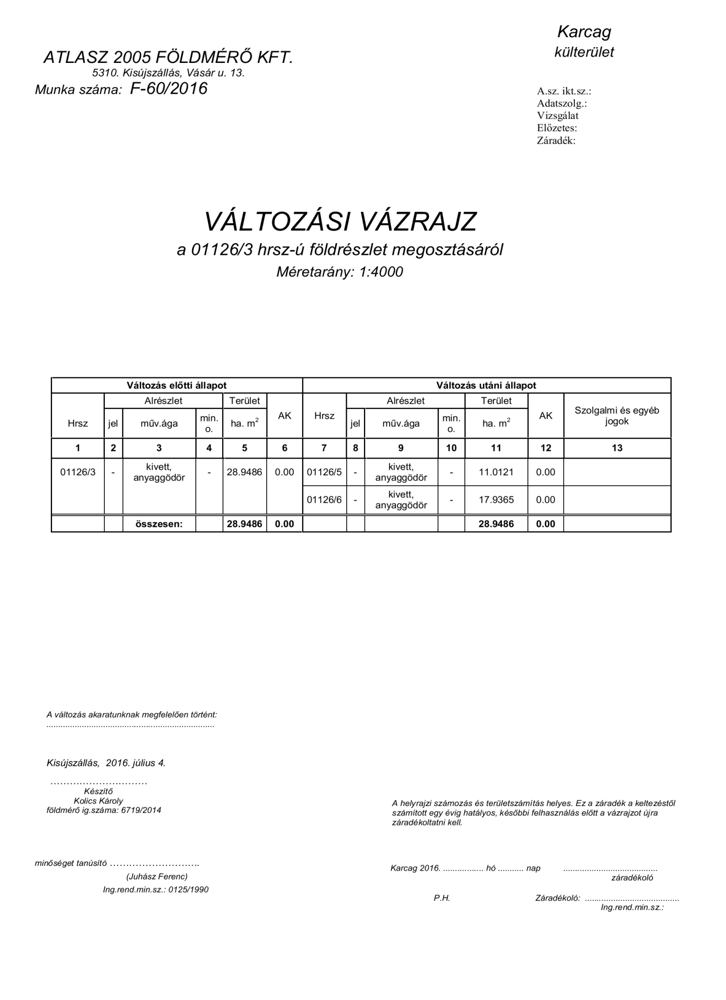 Karcag
külterület
ATLASZ 2005 FÖLDMÉRŐ KFT.
5310. Kisújszállás, Vásár u. 13.
Munka száma: F-60/2016
A.sz. ikt.sz.:
Adatszolg.:
Vizsgálat
Előzetes:
Záradék:
VÁLTOZÁSI VÁZRAJZ
a 01126/3 hrsz-ú földrészlet megosztásáról
Méretarány: 1:4000
Változás előtti állapot Változás utáni állapot
Hrsz Alrészlet Terület AK Hrsz Alrészlet Terület AK Szolgalmi és egyéb jogok
jel műv.ága min. o. ha. m2 jel műv.ága min. o. ha. m2
1 2 3 4 5 6 7 8 9 10 11 12 13
01126/3 - kivett, anyaggödör - 28.9486 0.00 01126/5 - kivett, anyaggödör - 11.0121 0.00
01126/6 - kivett, anyaggödör - 17.9365 0.00
összesen: 28.9486 0.00 28.9486 0.00
A változás akaratunknak megfelelően történt:
.......................................................................
Kisújszállás, 2016. július 4.
…………………………
Készítő
Kolics Károly
földmérő ig.száma: 6719/2014
A helyrajzi számozás és területszámítás helyes. Ez a záradék a keltezéstől
számított egy évig hatályos, későbbi felhasználás előtt a vázrajzot újra
záradékoltatni kell.
minőséget tanúsító ……………………….
(Juhász Ferenc)
Ing.rend.min.sz.: 0125/1990
Karcag 2016. ................. hó ........... nap ........................................
záradékoló
P.H. Záradékoló: ........................................
Ing.rend.min.sz.: